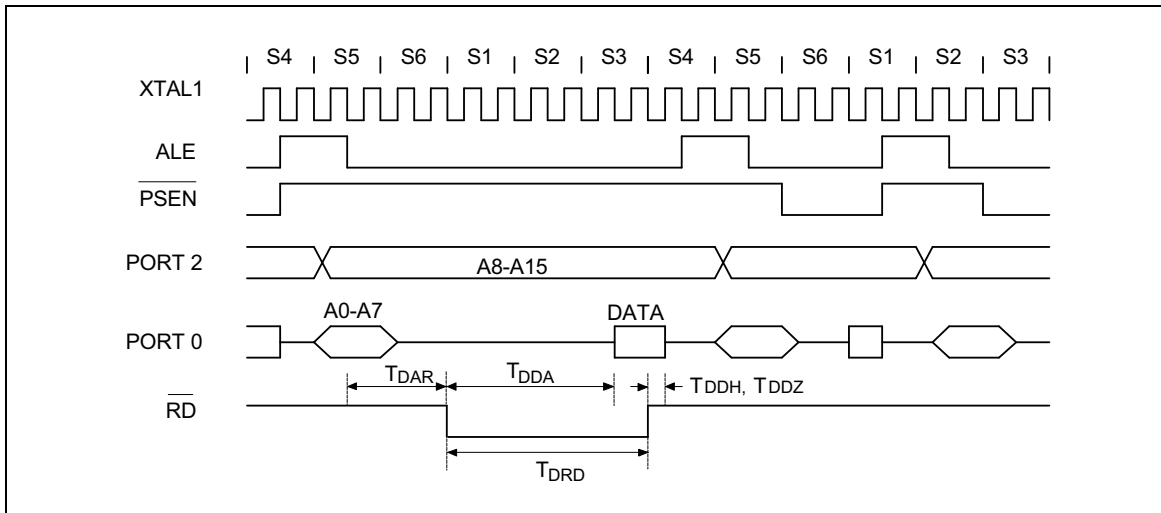 S4 S5 S6 S1 S2 S3 S4 S5 S6 S1 S2 S3
XTAL1
ALE
PSEN
PORT 2
A8-A15
A0-A7
DATA
PORT 0
TDAR
TDDA
TDDH, TDDZ
RD
TDRD